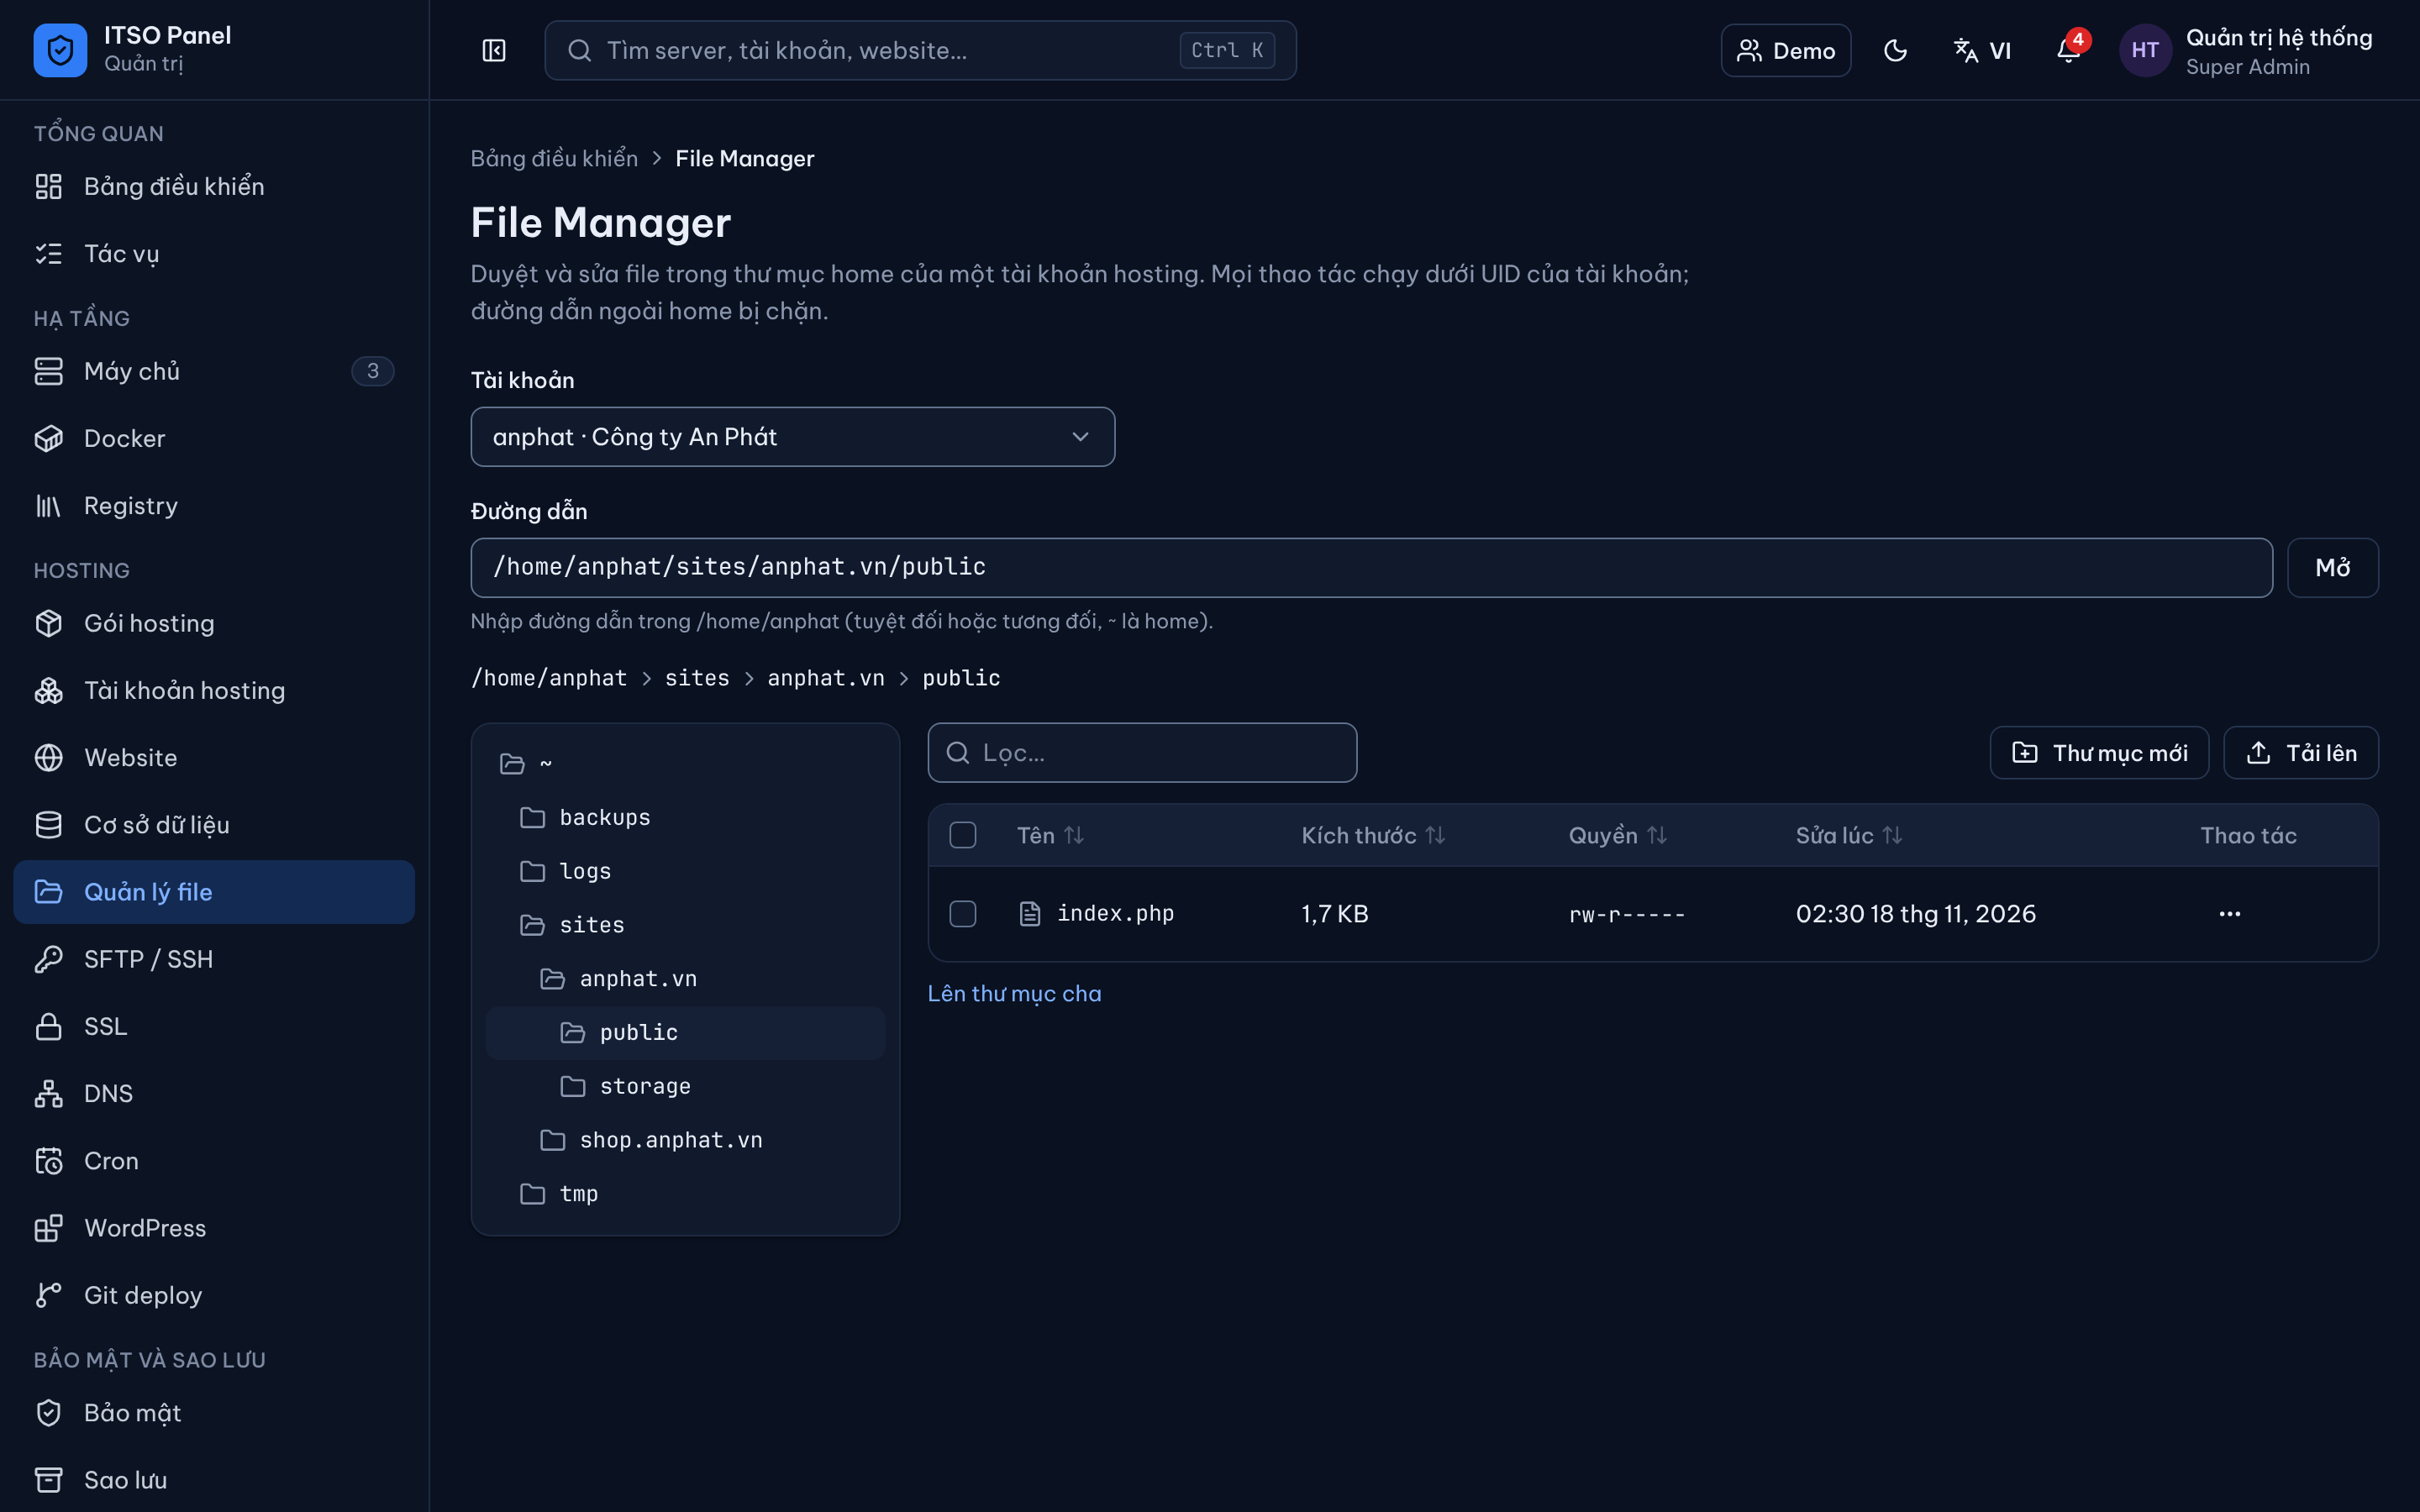 ITSO Panel
Quản trị
Tìm server, tài khoản, website...
Ctrl K
Demo
VI
4
HT
Quản trị hệ thống
Super Admin
TỔNG QUAN
Bảng điều khiển
Tác vụ
HẠ TẦNG
Máy chủ
3
Docker
Registry
HOSTING
Gói hosting
Tài khoản hosting
Website
Cơ sở dữ liệu
Quản lý file
SFTP / SSH
SSL
DNS
Cron
WordPress
Git deploy
BẢO MẬT VÀ SAO LƯU
Bảo mật
Sao lưu
Bảng điều khiển > File Manager
File Manager
Duyệt và sửa file trong thư mục home của một tài khoản hosting. Mọi thao tác chạy dưới UID của tài khoản;
đường dẫn ngoài home bị chặn.
Tài khoản
anphat · Công ty An Phát
Đường dẫn
/home/anphat/sites/anphat.vn/public
Mở
Nhập đường dẫn trong /home/anphat (tuyệt đối hoặc tương đối, ~ là home).
/home/anphat > sites > anphat.vn > public
~
backups
logs
sites
anphat.vn
public
storage
shop.anphat.vn
tmp
Lọc...
Thư mục mới
Tải lên
Tên Kích thước Quyền Sửa lúc Thao tác
index.php 1,7 KB rw-r----- 02:30 18 thg 11, 2026
Lên thư mục cha